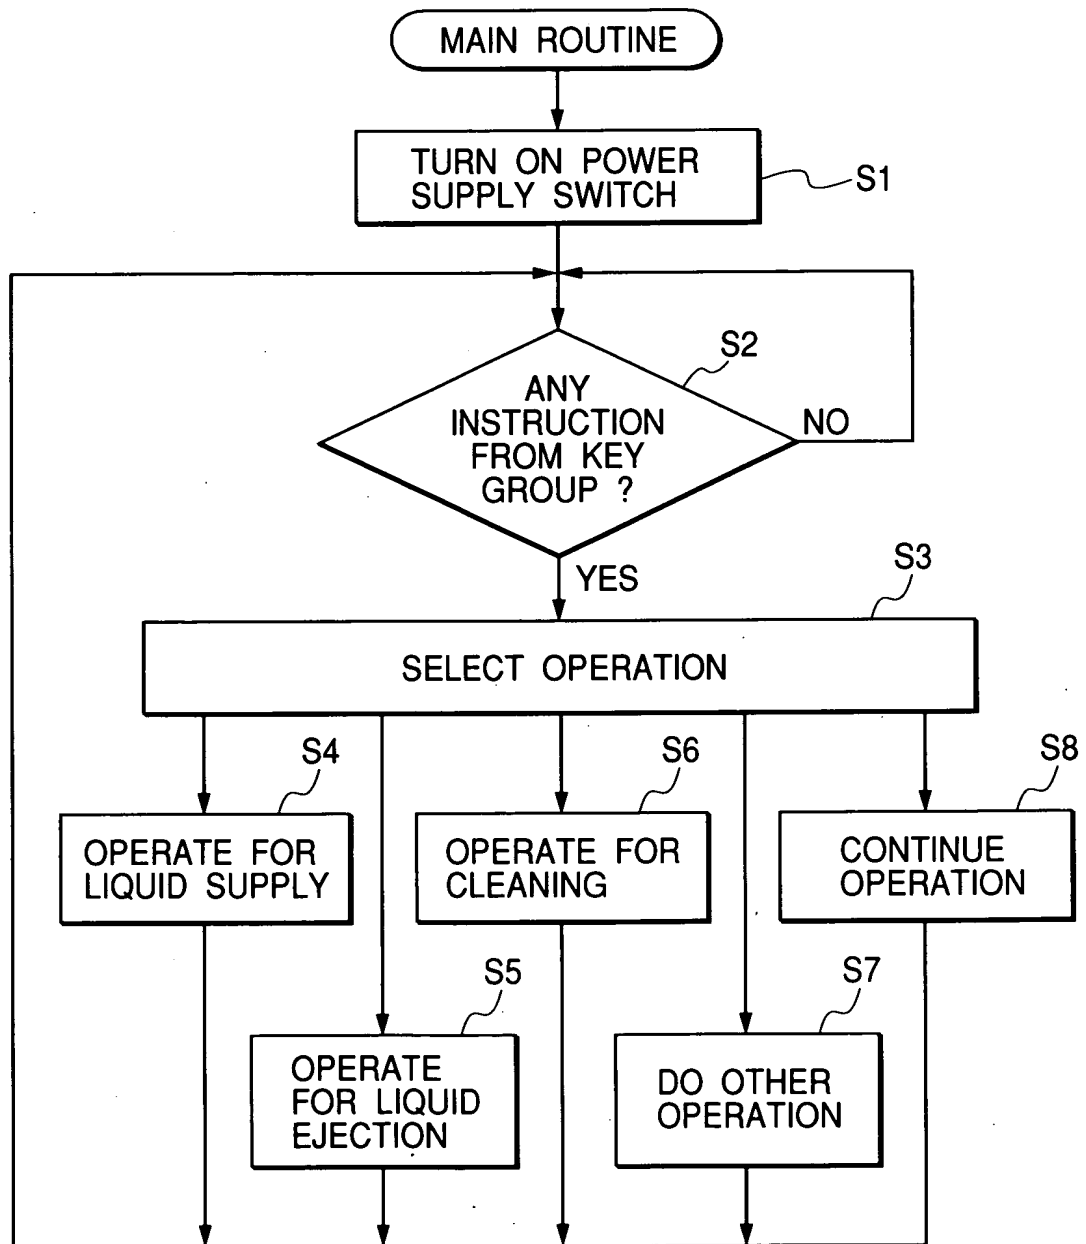 MAIN ROUTINE
TURN ON POWER
SUPPLY SWITCH
S1
S2
ANY
INSTRUCTION
FROM KEY
GROUP ?
NO
YES
S3
SELECT OPERATION
S4
S6
S8
OPERATE FOR
LIQUID SUPPLY
OPERATE FOR
CLEANING
CONTINUE
OPERATION
S5
S7
OPERATE
FOR LIQUID
EJECTION
DO OTHER
OPERATION